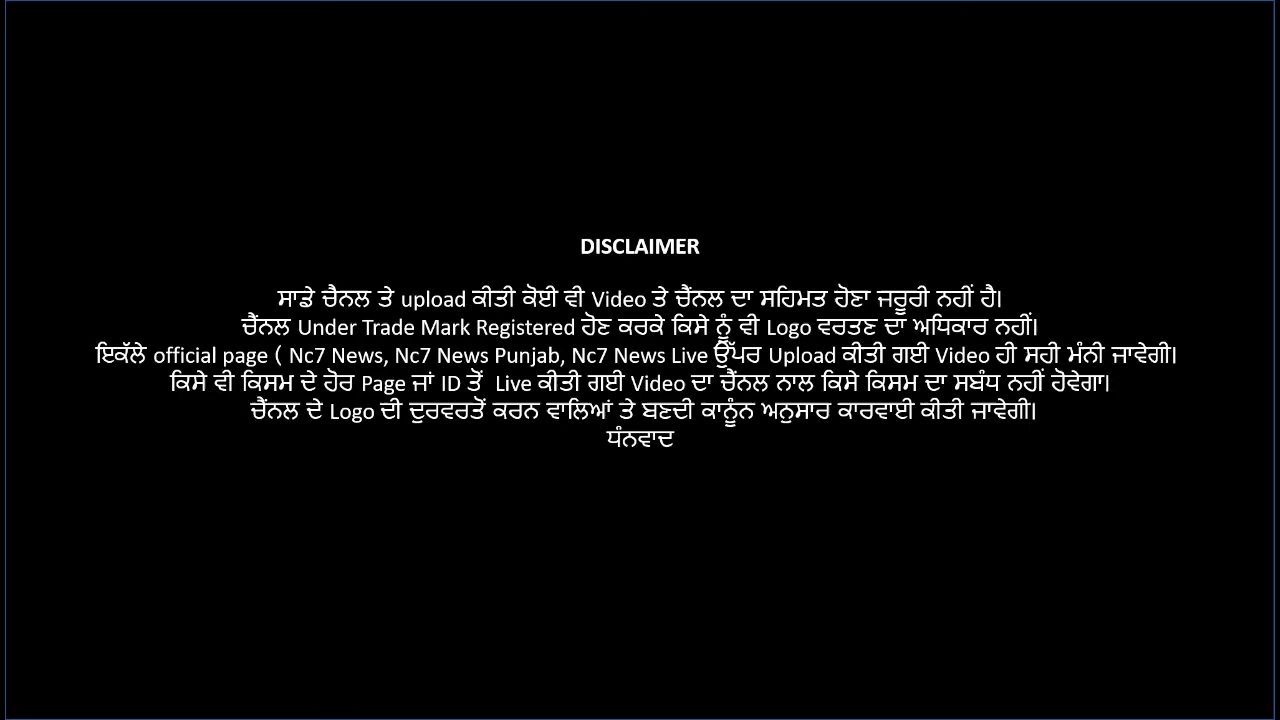 DISCLAIMER
ਸਾਡੇ ਚੈਨਲ ਤੇ upload ਕੀਤੀ ਕੋਈ ਵੀ Video ਤੇ ਚੈਂਨਲ ਦਾ ਸਹਿਮਤ ਹੋਣਾ ਜਰੂਰੀ ਨਹੀਂ ਹੈ।
ਚੈਂਨਲ Under Trade Mark Registered ਹੋਣ ਕਰਕੇ ਕਿਸੇ ਨੂੰ ਵੀ Logo ਵਰਤਣ ਦਾ ਅਧਿਕਾਰ ਨਹੀਂ।
ਇਕੱਲੇ official page ( Nc7 News, Nc7 News Punjab, Nc7 News Live ਉੱਪਰ Upload ਕੀਤੀ ਗਈ Video ਹੀ ਸਹੀ ਮੰਨੀ ਜਾਵੇਗੀ।
ਕਿਸੇ ਵੀ ਕਿਸਮ ਦੇ ਹੋਰ Page ਜਾਂ ID ਤੋਂ Live ਕੀਤੀ ਗਈ Video ਦਾ ਚੈਂਨਲ ਨਾਲ ਕਿਸੇ ਕਿਸਮ ਦਾ ਸਬੰਧ ਨਹੀਂ ਹੋਵੇਗਾ।
ਚੈਂਨਲ ਦੇ Logo ਦੀ ਦੁਰਵਰਤੋਂ ਕਰਨ ਵਾਲਿਆਂ ਤੇ ਬਣਦੀ ਕਾਨੂੰਨ ਅਨੁਸਾਰ ਕਾਰਵਾਈ ਕੀਤੀ ਜਾਵੇਗੀ।
ਧੰਨਵਾਦ